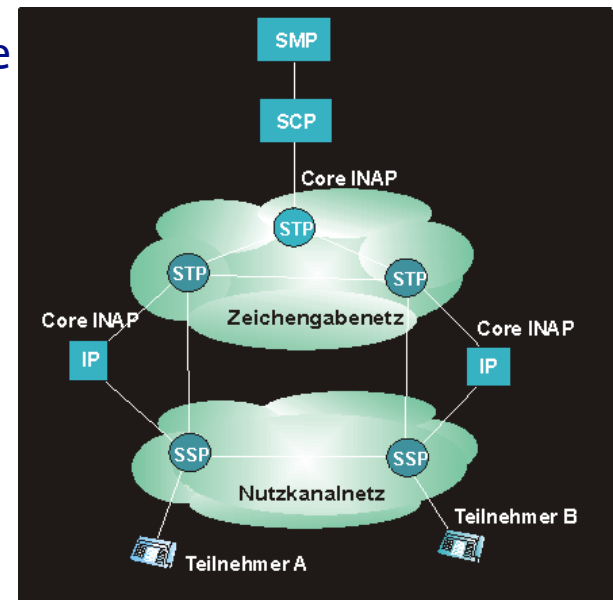 e
SMP
SCP
Core INAP
STP
STP
STP
Core INAP
Zeichengabenetz
Core INAP
IP
IP
SSP
SSP
Nutzkanalnetz
Teilnehmer B
Teilnehmer A